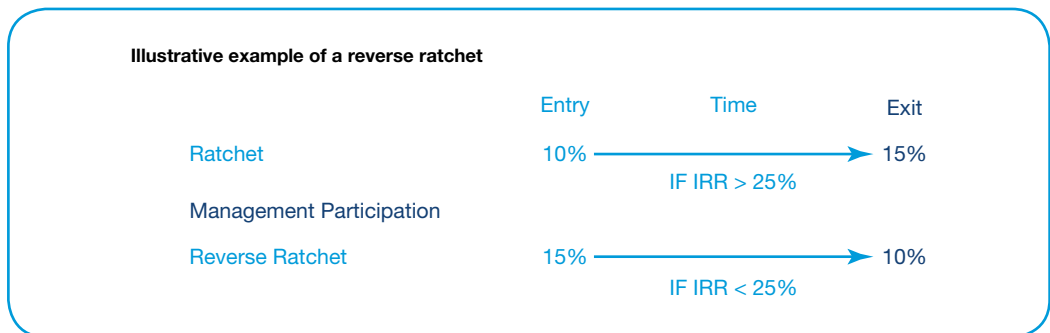 Illustrative example of a reverse ratchet
Entry Time Exit
Ratchet 10% 15%
IF IRR > 25%
Management Participation
Reverse Ratchet 15% 10%
IF IRR < 25%